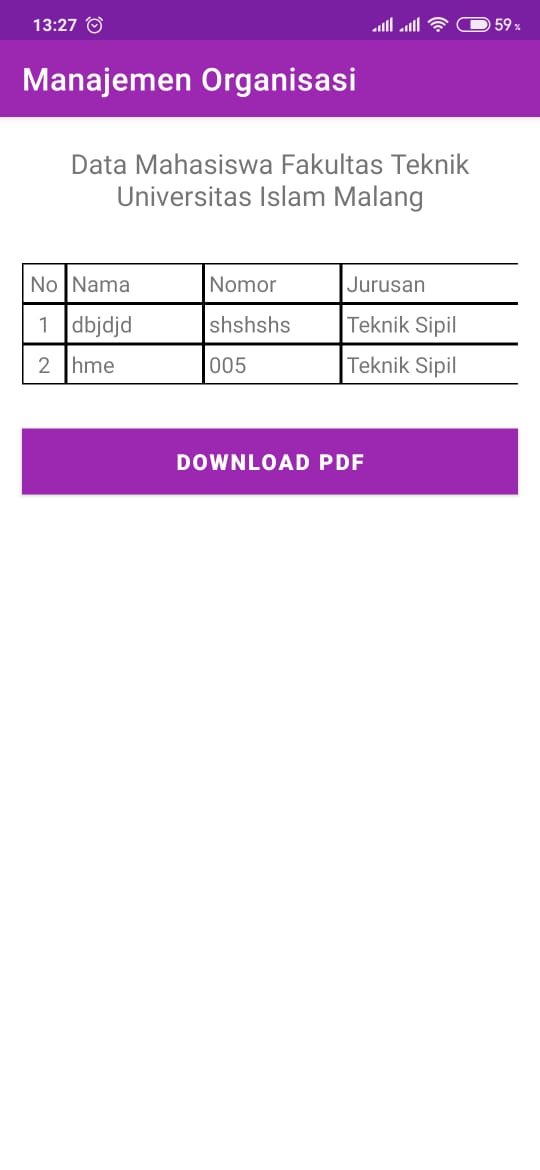 13:27 59%
Manajemen Organisasi
Data Mahasiswa Fakultas Teknik
Universitas Islam Malang
No Nama Nomor Jurusan
1 dbjdjd shshshs Teknik Sipil
2 hme 005 Teknik Sipil
DOWNLOAD PDF